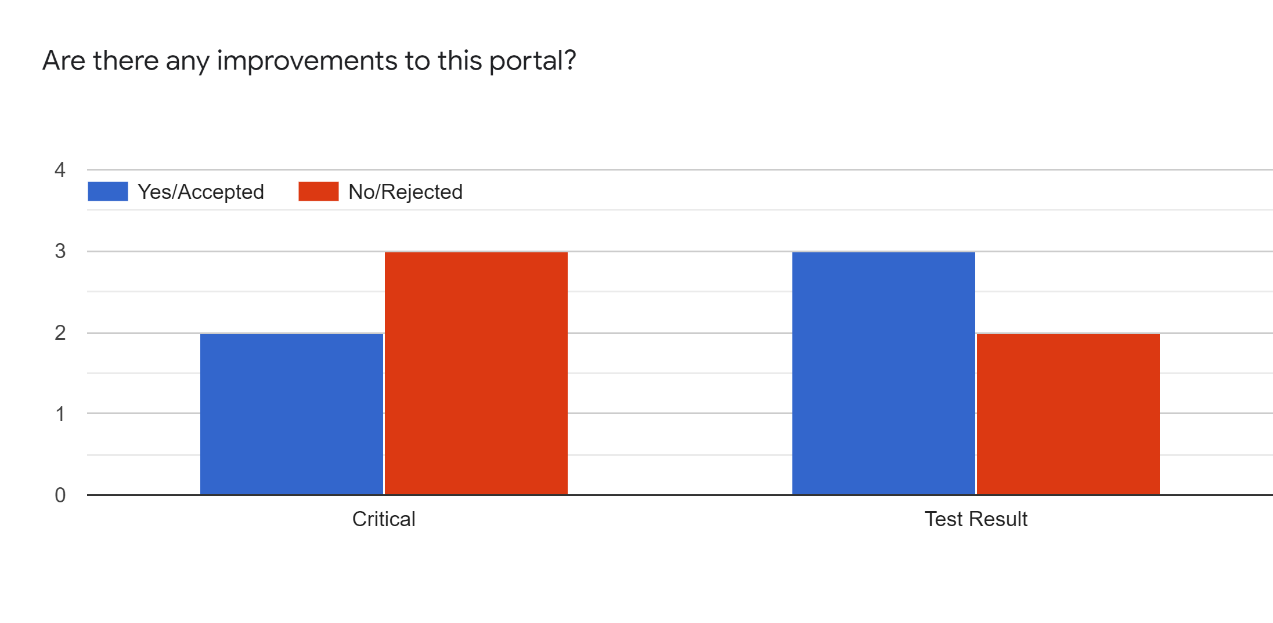 Are there any improvements to this portal?
4
Yes/Accepted No/Rejected
3
2
1
0
Critical Test Result